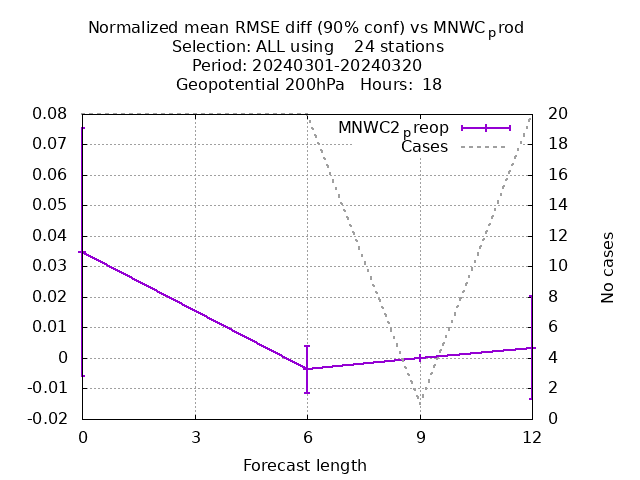 Normalized mean RMSE diff (90% conf) vs MNWCprod
Selection: ALL using    24 stations
Period: 20240301-20240320
Geopotential 200hPa   Hours:  18
0.08
0.07
0.06
0.05
0.04
0.03
0.02
0.01
0
-0.01
-0.02
20
18
16
14
12
10
8
6
4
2
0
MNWC2preop
Cases
No cases
0 3 6 9 12
Forecast length